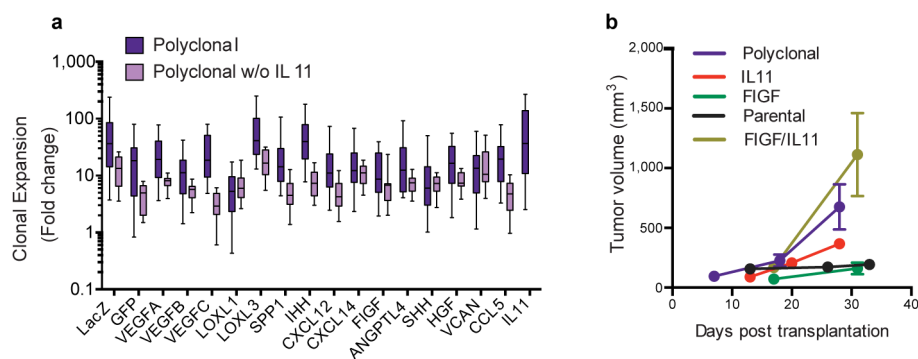 a
Polyclonal
Polyclonal w/o IL 11
Clonal Expansion
(Fold change)
1,000
100
10
1
0.1
LacZ
GFP
VEGFA
VEGFB
VEGFC
LOXL1
LOXL3
SPP1
IHH
CXCL12
CXCL14
FIGF
ANGPTL4
SHH
HGF
VCAN
CCL5
IL11
b
Tumor volume (mm3)
2,000
1,500
1,000
500
0
Polyclonal
IL11
FIGF
Parental
FIGF/IL11
0
10
20
30
40
Days post transplantation